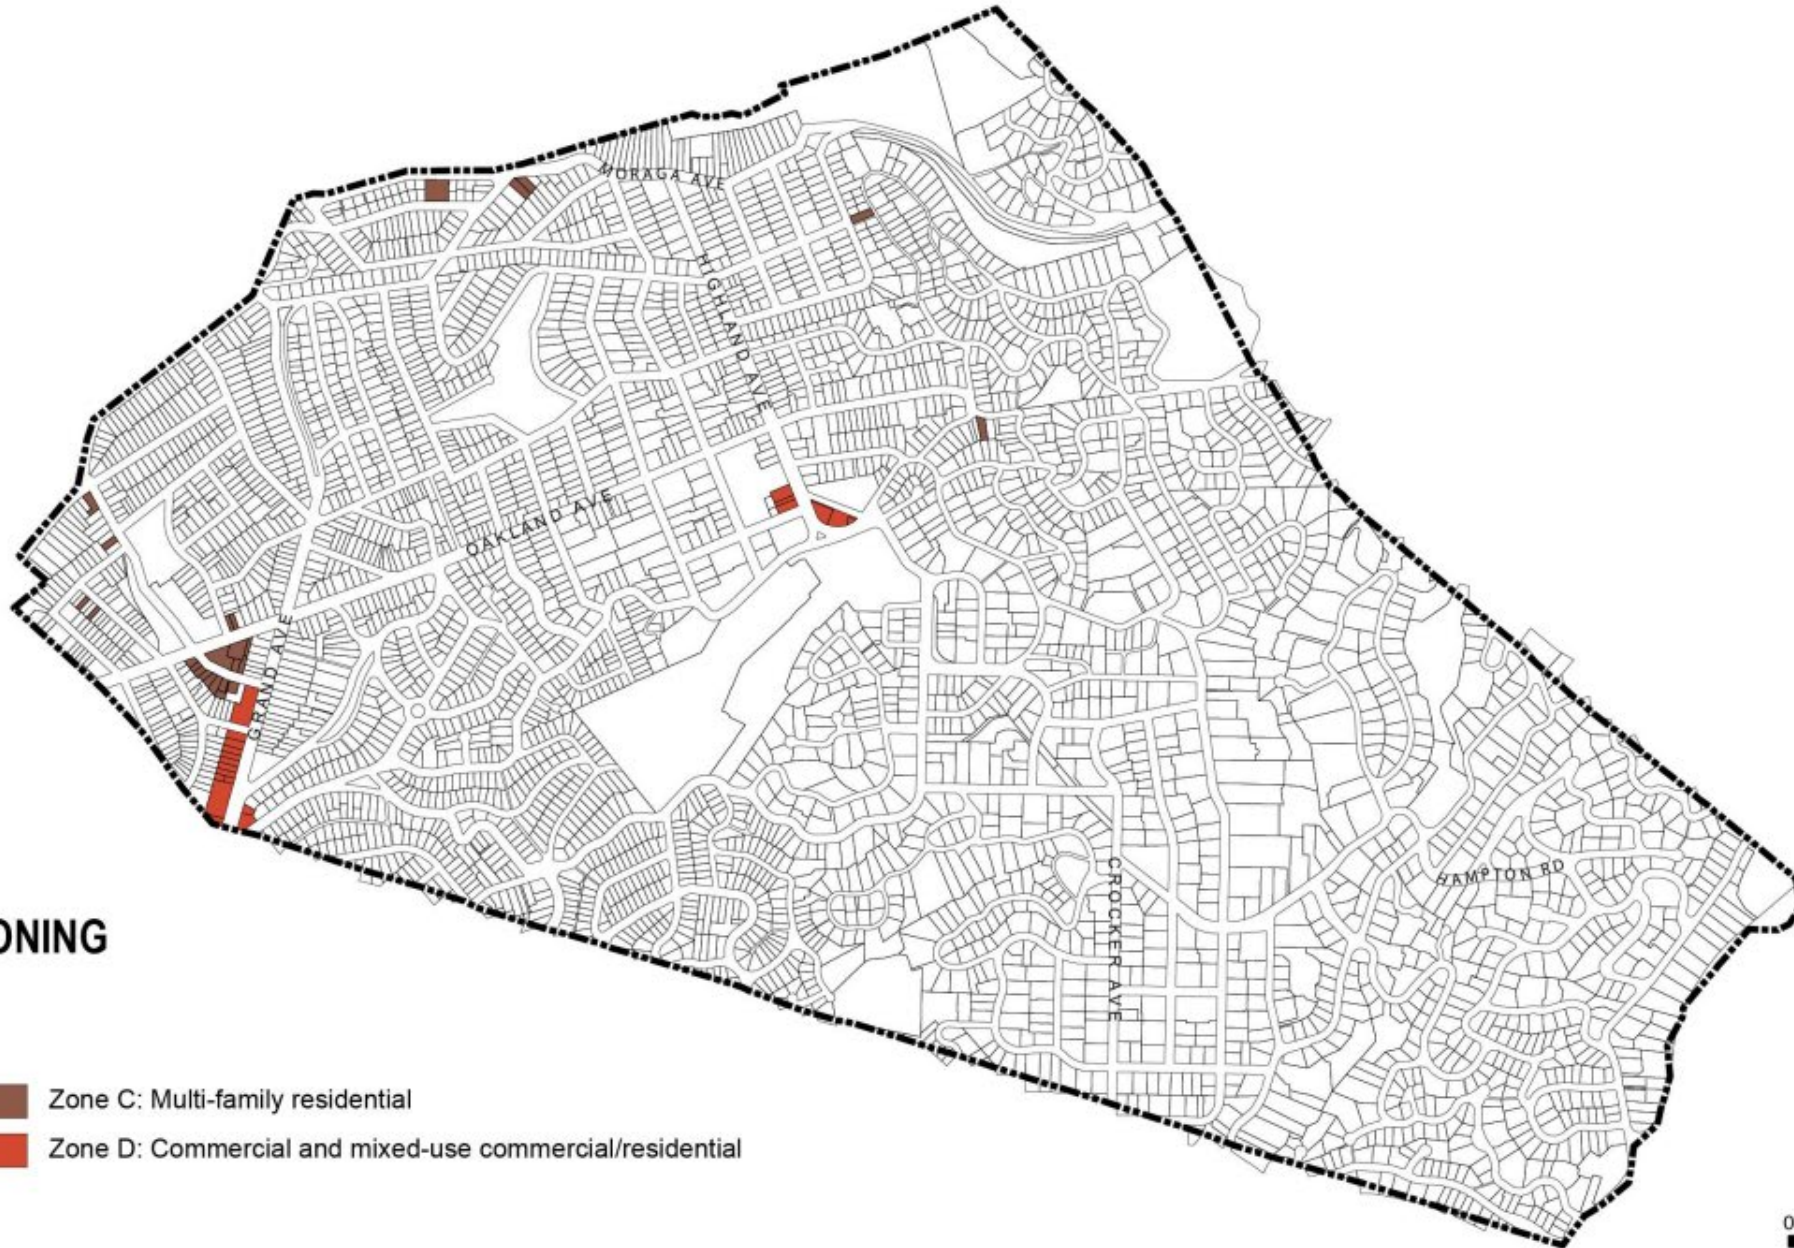 MORAGA AVE
HIGHLAND AVE
OAKLAND AVE
GRAND AVE
CROCKER AVE
HAMPTON RD
ONING
Zone C: Multi-family residential
Zone D: Commercial and mixed-use commercial/residential
0